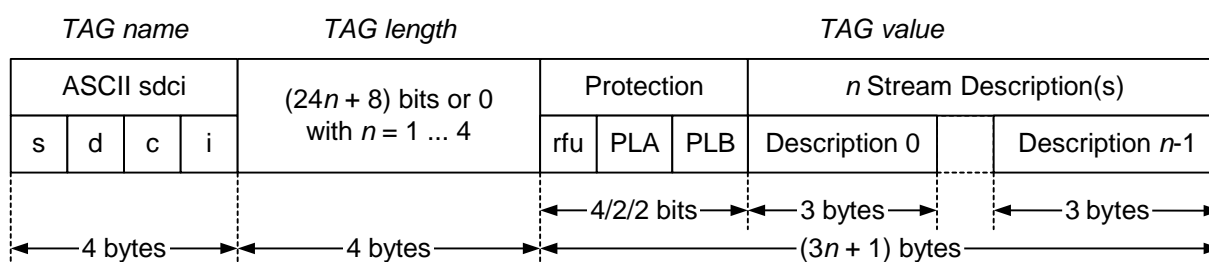 TAG name TAG length TAG value
ASCII sdci
(24n + 8) bits or 0
with n = 1 ... 4
Protection
n Stream Description(s)
s d c i
rfu PLA PLB
Description 0
Description n-1
4/2/2 bits 3 bytes 3 bytes
4 bytes 4 bytes (3n + 1) bytes